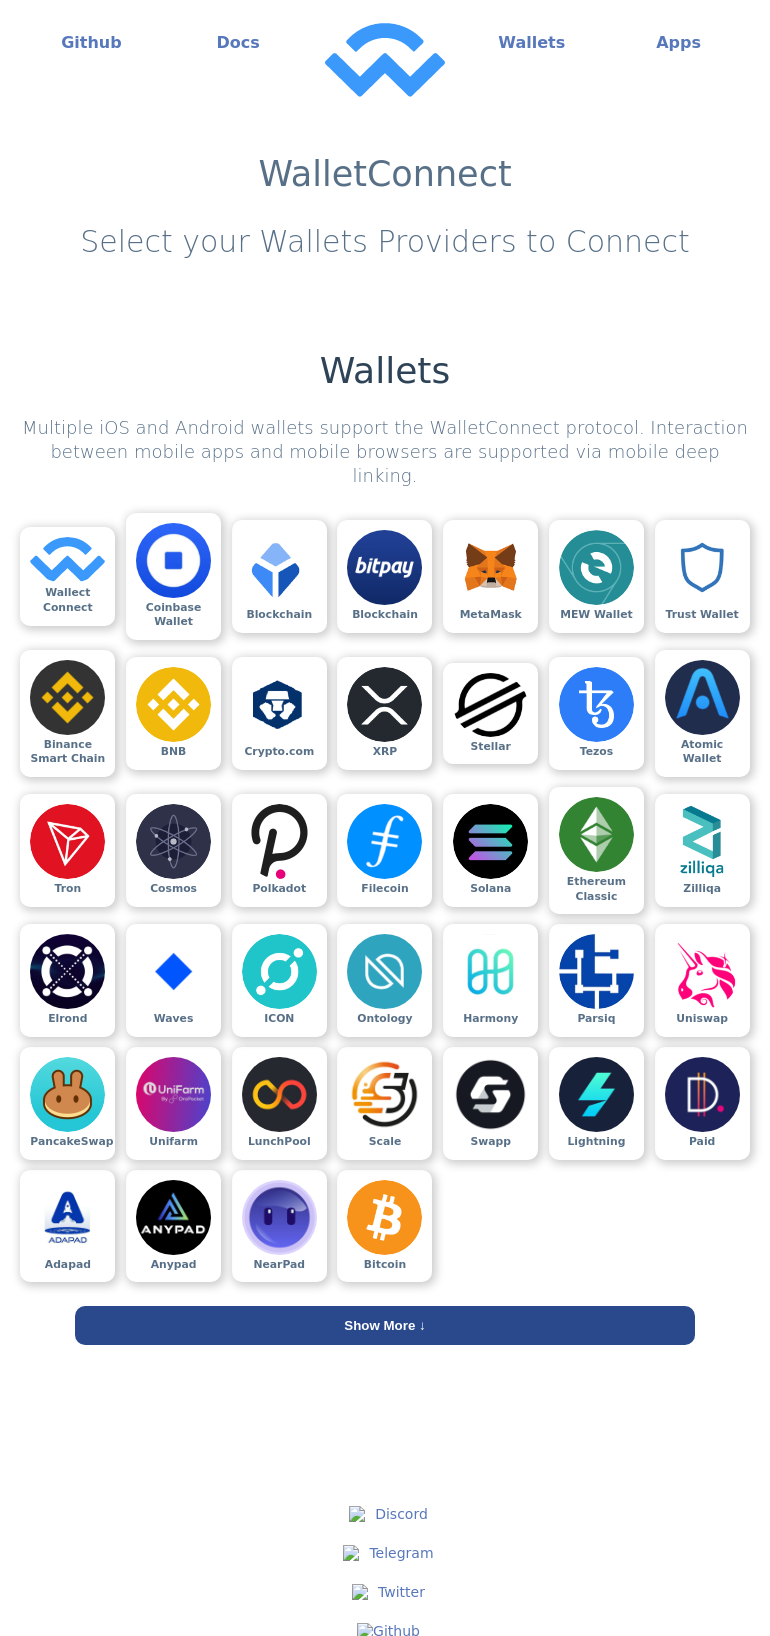 Github
Docs
Wallets
Apps
WalletConnect
Select your Wallets Providers to Connect
Wallets
Multiple iOS and Android wallets support the WalletConnect protocol. Interaction
between mobile apps and mobile browsers are supported via mobile deep
linking.
Wallect
Connect
Coinbase
Wallet
Blockchain
bitpay
Blockchain
MetaMask
MEW Wallet
Trust Wallet
Binance
Smart Chain
BNB
Crypto.com
XRP
Stellar
Tezos
Atomic
Wallet
Tron
Cosmos
Polkadot
Filecoin
Solana
Ethereum
Classic
zilliqa
Zilliqa
Elrond
Waves
ICON
Ontology
Harmony
Parsiq
Uniswap
PancakeSwap
UniFarm
By OroPocket
Unifarm
LunchPool
Scale
Swapp
Lightning
Paid
ADAPAD
Adapad
ANYPAD
Anypad
NearPad
Bitcoin
Show More ↓
Discord
Telegram
Twitter
Github